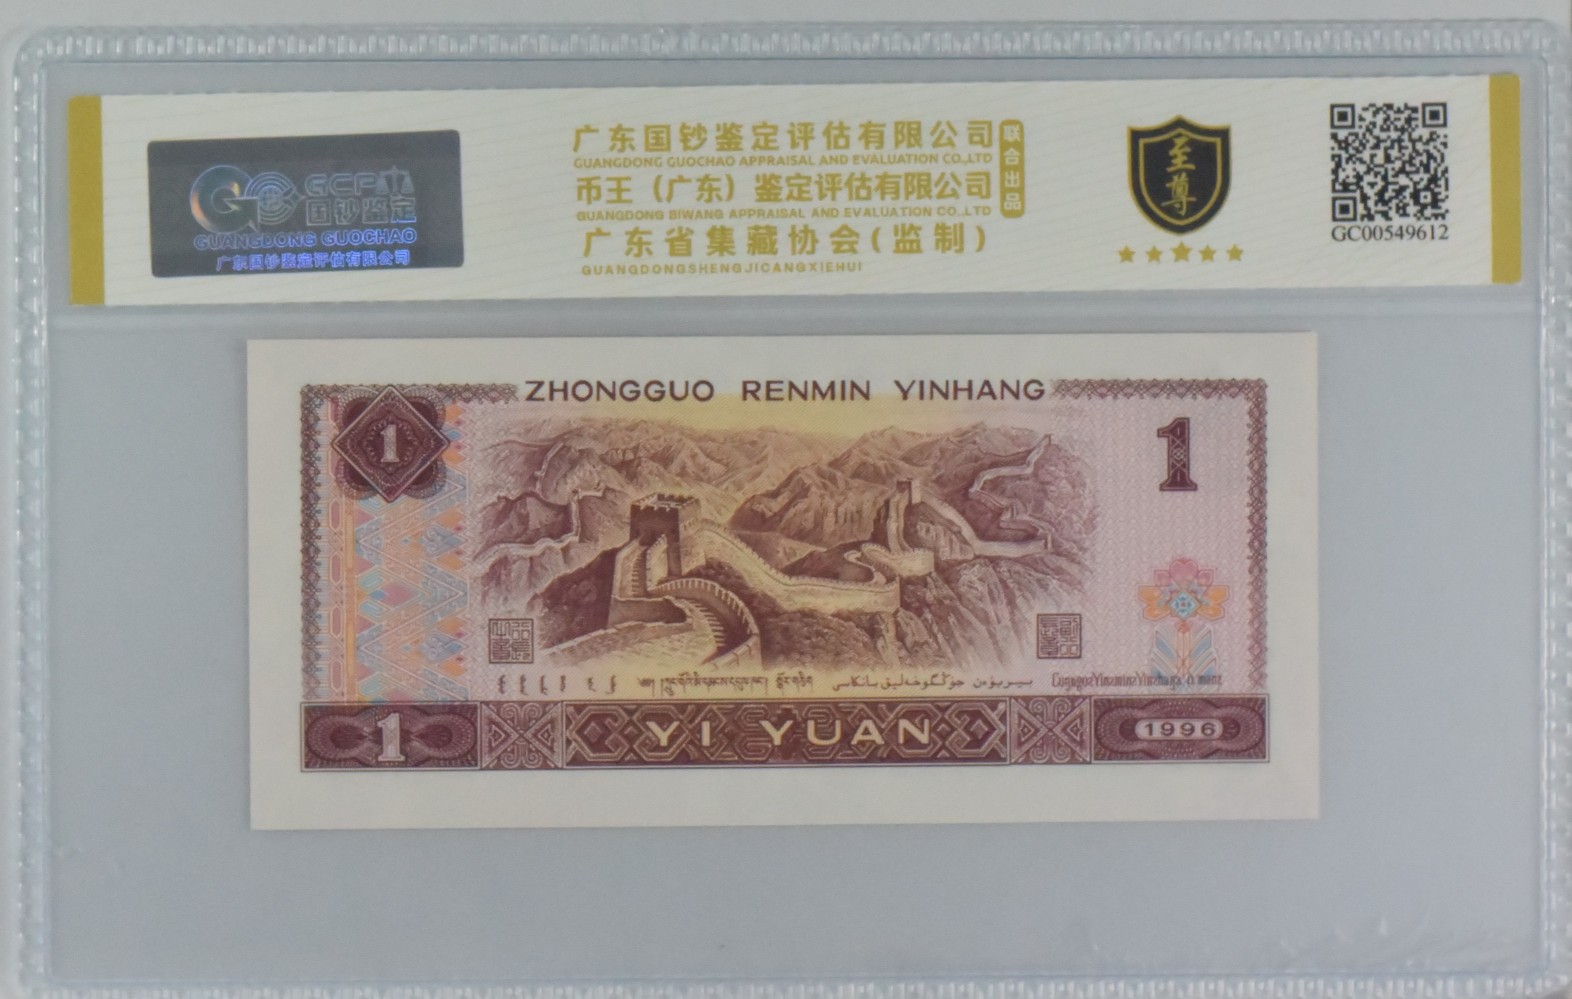 GCP
国钞鉴定
GUANGDONG GUOCHAO
广东国钞鉴定评估有限公司
广东国钞鉴定评估有限公司
GUANGDONG GUOCHAO APPRAISAL AND EVALUATION CO.,LTD
币王（广东）鉴定评估有限公司
GUANGDONG BIWANG APPRAISAL AND EVALUATION CO.,LTD
广东省集藏协会(监制)
GUANGDONGSHENGJICANGXIEHUI
联合出品
至尊
GC00549612
ZHONGGUO RENMIN YINHANG
1
1
1
YI YUAN
1996